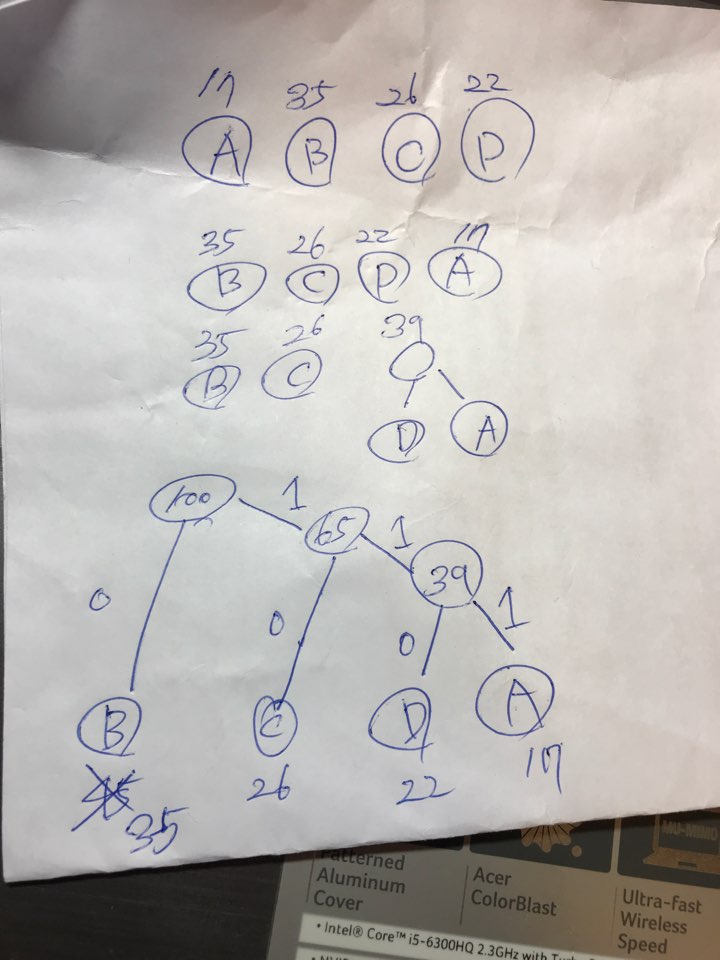 17 35 26 22
A B C D
35 26 22 17
B C D A
35 26 39
B C
D A
100 1 65 1 39
0 0 0 1
B C D A
35 26 22 17
Patterned
Aluminum
Cover
Acer
ColorBlast
MU-MIMO
Ultra-Fast
Wireless
Speed
• Intel® Core™ i5-6300HQ 2.3GHz with